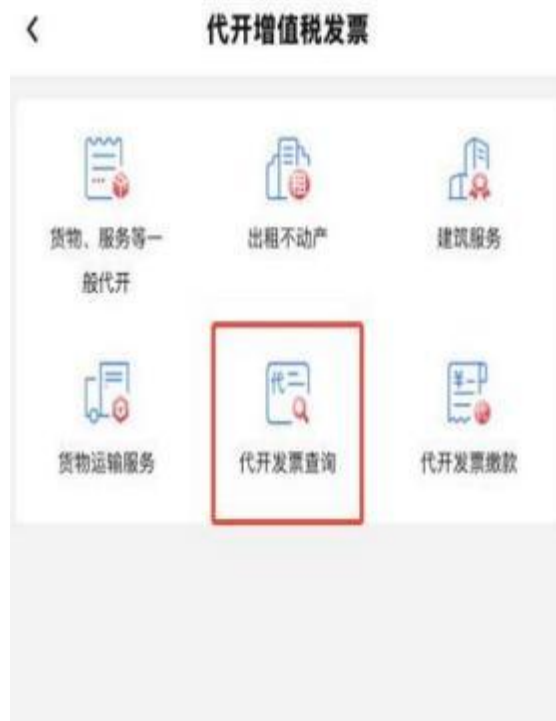 代开增值税发票
货物、服务等一
般代开
出租不动产
建筑服务
租
货物运输服务
代开发票查询
代开发票缴款
代
¥